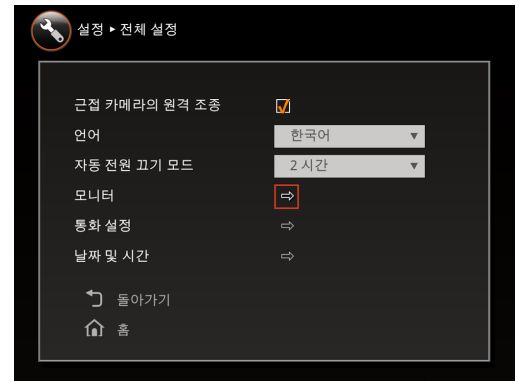 설정 ▸ 전체 설정
근접 카메라의 원격 조종
언어 한국어
자동 전원 끄기 모드 2 시간
모니터
통화 설정
날짜 및 시간
돌아가기
홈